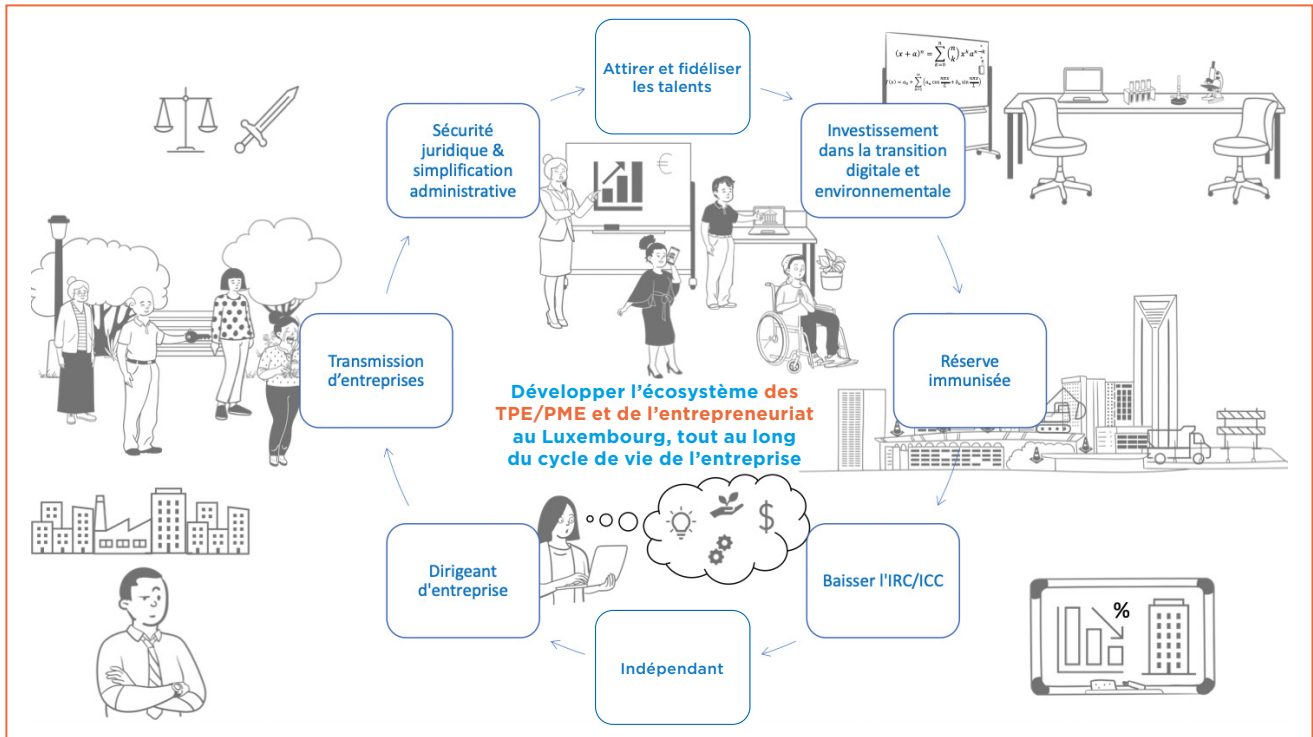 Attirer et fidéliser
les talents
Investissement
dans la transition
digitale et
environnementale
Réserve
immunisée
Baisser l'IRC/ICC
Indépendant
Dirigeant
d'entreprise
Transmission
d'entreprises
Sécurité
juridique &
simplification
administrative
Développer l'écosystème des
TPE/PME et de l'entrepreneuriat
au Luxembourg, tout au long
du cycle de vie de l'entreprise
€
$
%